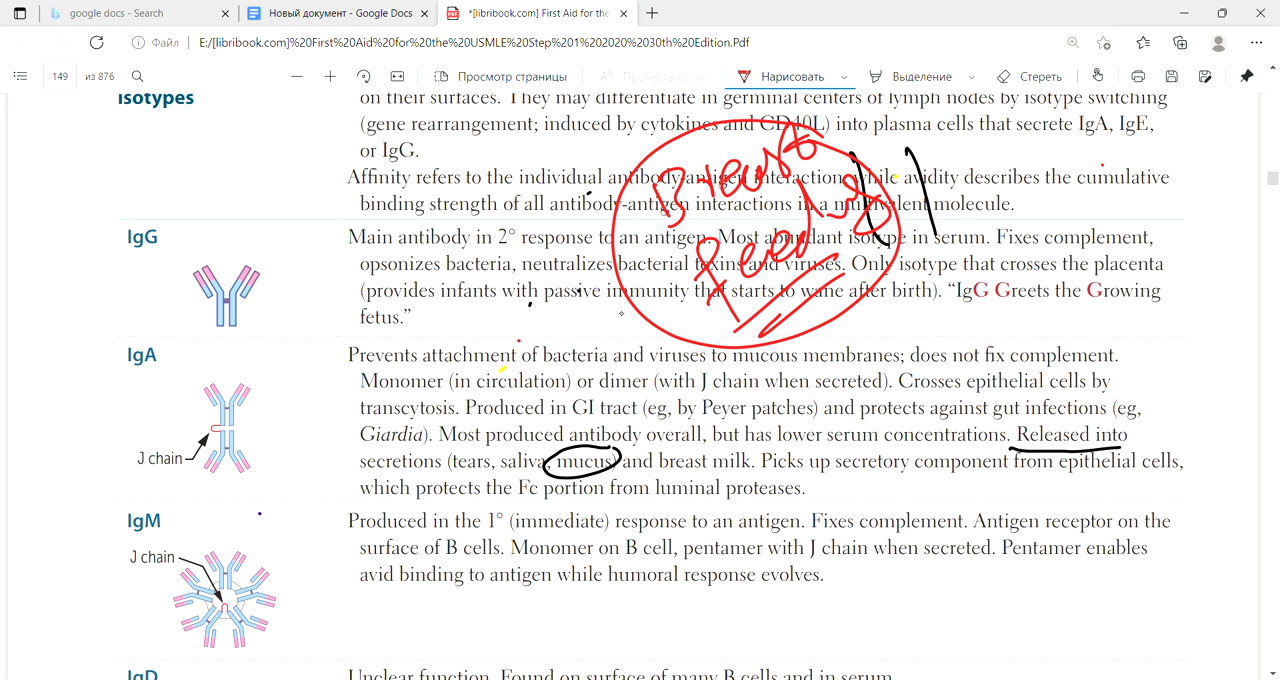 google docs - Search
Новый документ - Google Docs
*[libribook.com] First Aid for the
Файл
E:/[libribook.com]%20First%20Aid%20for%20the%20USMLE%20Step%201%202020%2030th%20Edition.Pdf
149 из 876
Просмотр страницы
Прочесть вслух
Нарисовать
Выделение
Стереть
Isotypes
on their surfaces. They may differentiate in germinal centers of lymph nodes by isotype switching
(gene rearrangement; induced by cytokines and CD40L) into plasma cells that secrete IgA, IgE,
or IgG.
Affinity refers to the individual antibody-antigen interaction, while avidity describes the cumulative
binding strength of all antibody-antigen interactions in a multivalent molecule.
Breast
feeding
IgG
Main antibody in 2° response to an antigen. Most abundant isotype in serum. Fixes complement,
opsonizes bacteria, neutralizes bacterial toxins and viruses. Only isotype that crosses the placenta
(provides infants with passive immunity that starts to wane after birth). “IgG Greets the Growing
fetus.”
IgA
Prevents attachment of bacteria and viruses to mucous membranes; does not fix complement.
Monomer (in circulation) or dimer (with J chain when secreted). Crosses epithelial cells by
transcytosis. Produced in GI tract (eg, by Peyer patches) and protects against gut infections (eg,
Giardia). Most produced antibody overall, but has lower serum concentrations. Released into
secretions (tears, saliva, mucus) and breast milk. Picks up secretory component from epithelial cells,
which protects the Fc portion from luminal proteases.
J chain
IgM
Produced in the 1° (immediate) response to an antigen. Fixes complement. Antigen receptor on the
surface of B cells. Monomer on B cell, pentamer with J chain when secreted. Pentamer enables
avid binding to antigen while humoral response evolves.
J chain
IgD
Unclear function. Found on surface of many B cells and in serum.